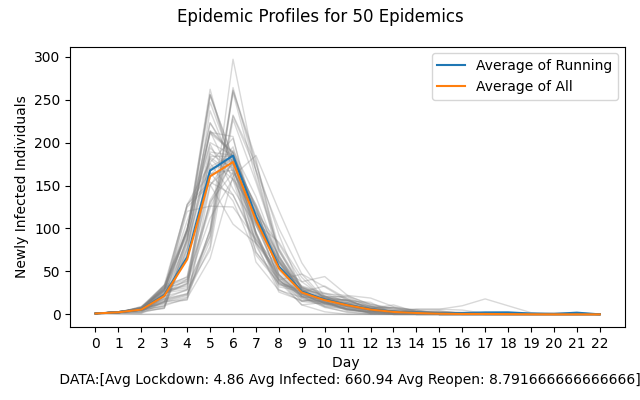 Epidemic Profiles for 50 Epidemics
Average of Running
Average of All
Newly Infected Individuals
300
250
200
150
100
50
0
0 1 2 3 4 5 6 7 8 9 10 11 12 13 14 15 16 17 18 19 20 21 22
Day
DATA:[Avg Lockdown: 4.86 Avg Infected: 660.94 Avg Reopen: 8.791666666666666]